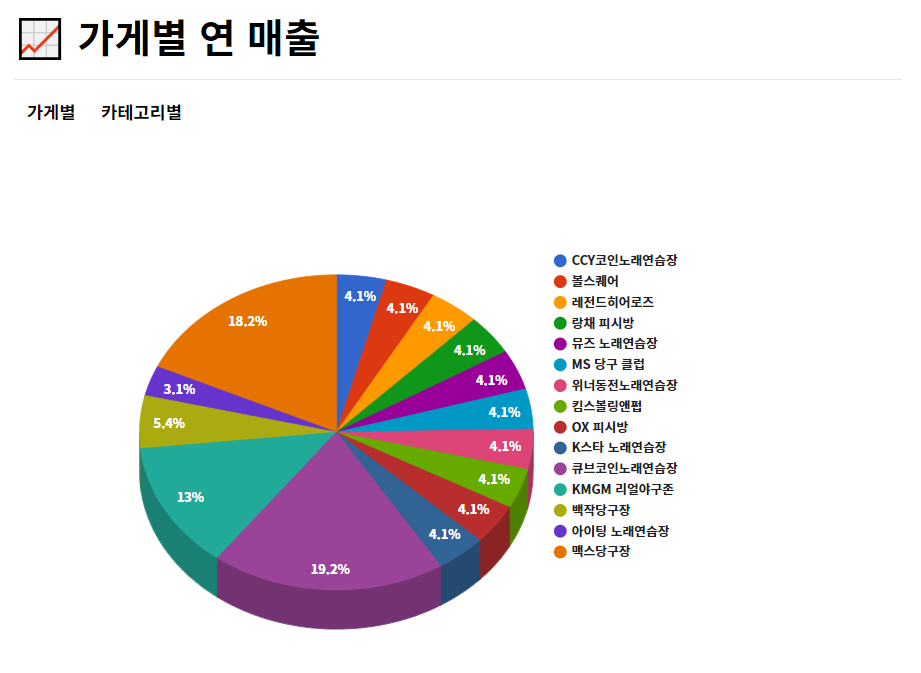 가게별 연 매출
가게별 카테고리별
CCY코인노래연습장
볼스퀘어
레전드히어로즈
랑채 피시방
뮤즈 노래연습장
MS 당구 클럽
위너동전노래연습장
킴스볼링앤펍
OX 피시방
K스타 노래연습장
큐브코인노래연습장
KMGM 리얼야구존
백작당구장
아이팅 노래연습장
맥스당구장
4.1%
4.1%
4.1%
4.1%
4.1%
4.1%
4.1%
4.1%
4.1%
4.1%
19.2%
13%
5.4%
3.1%
18.2%